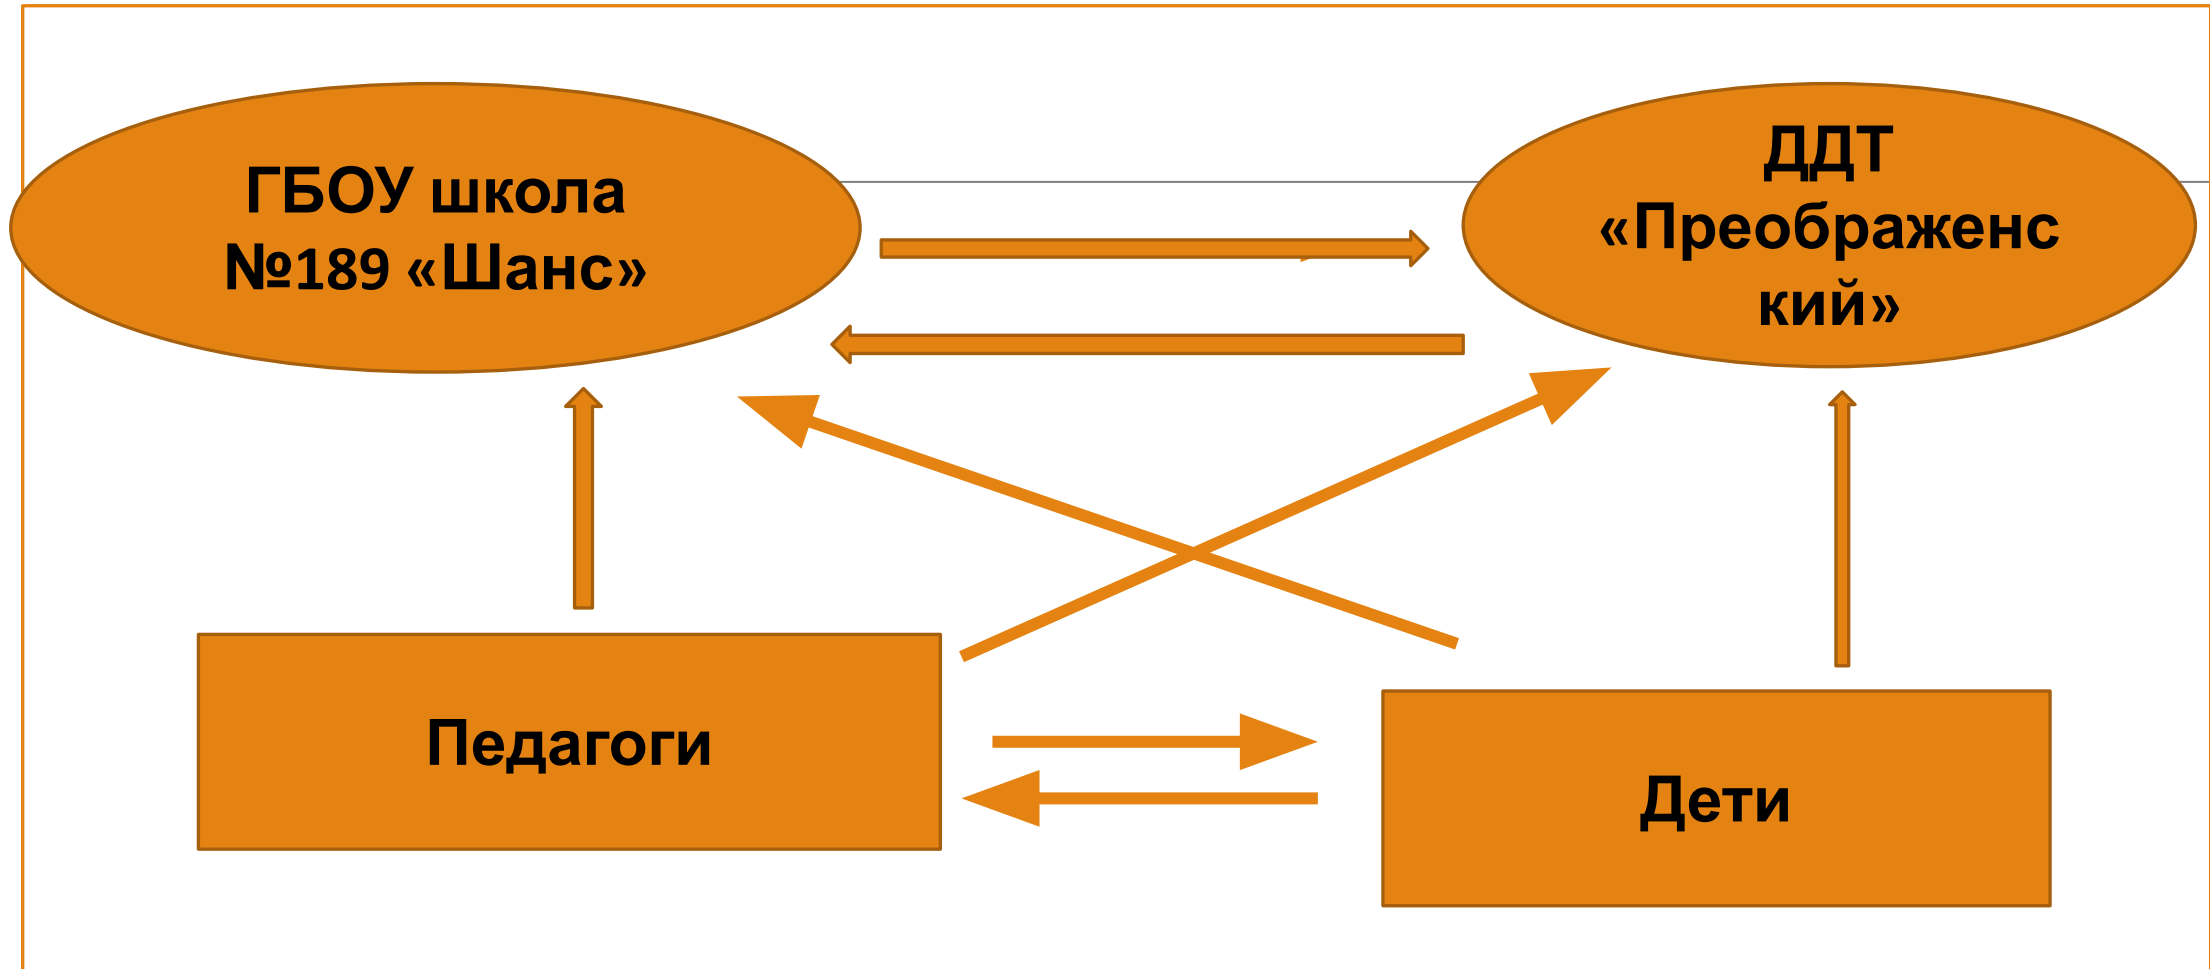 ГБОУ школа
№189 «Шанс»
ДДТ
«Преображенс
кий»
Педагоги
Дети